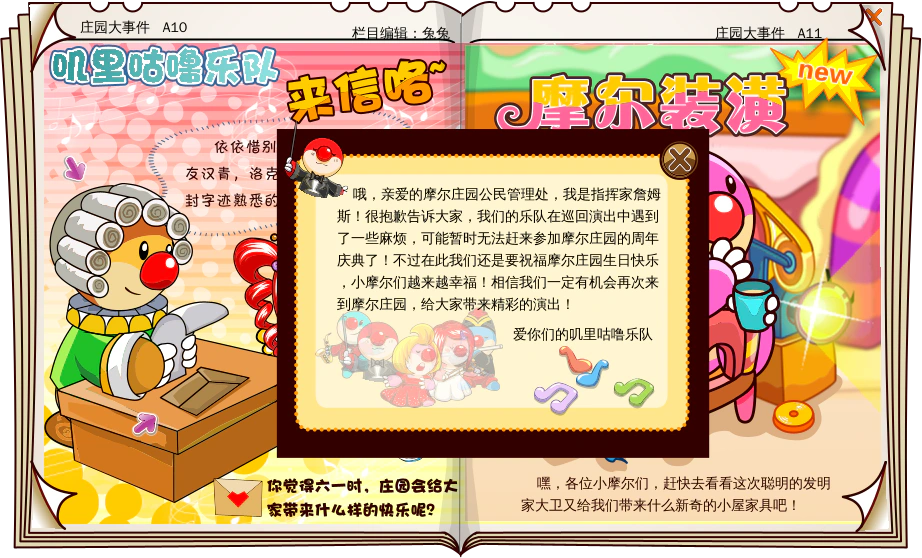 庄园大事件 A10
栏目编辑：兔兔
叽里咕噜乐队
来信咯~
依依惜别
友汉青，洛克
封字迹熟悉的
你觉得六一时，庄园会给大
家带来什么样的快乐呢？
哦，亲爱的摩尔庄园公民管理处，我是指挥家詹姆
斯！很抱歉告诉大家，我们的乐队在巡回演出中遇到
了一些麻烦，可能暂时无法赶来参加摩尔庄园的周年
庆典了！不过在此我们还是要祝福摩尔庄园生日快乐
，小摩尔们越来越幸福！相信我们一定有机会再次来
到摩尔庄园，给大家带来精彩的演出！
爱你们的叽里咕噜乐队
庄园大事件 A11
new
摩尔装潢
嘿，各位小摩尔们，赶快去看看这次聪明的发明
家大卫又给我们带来什么新奇的小屋家具吧！